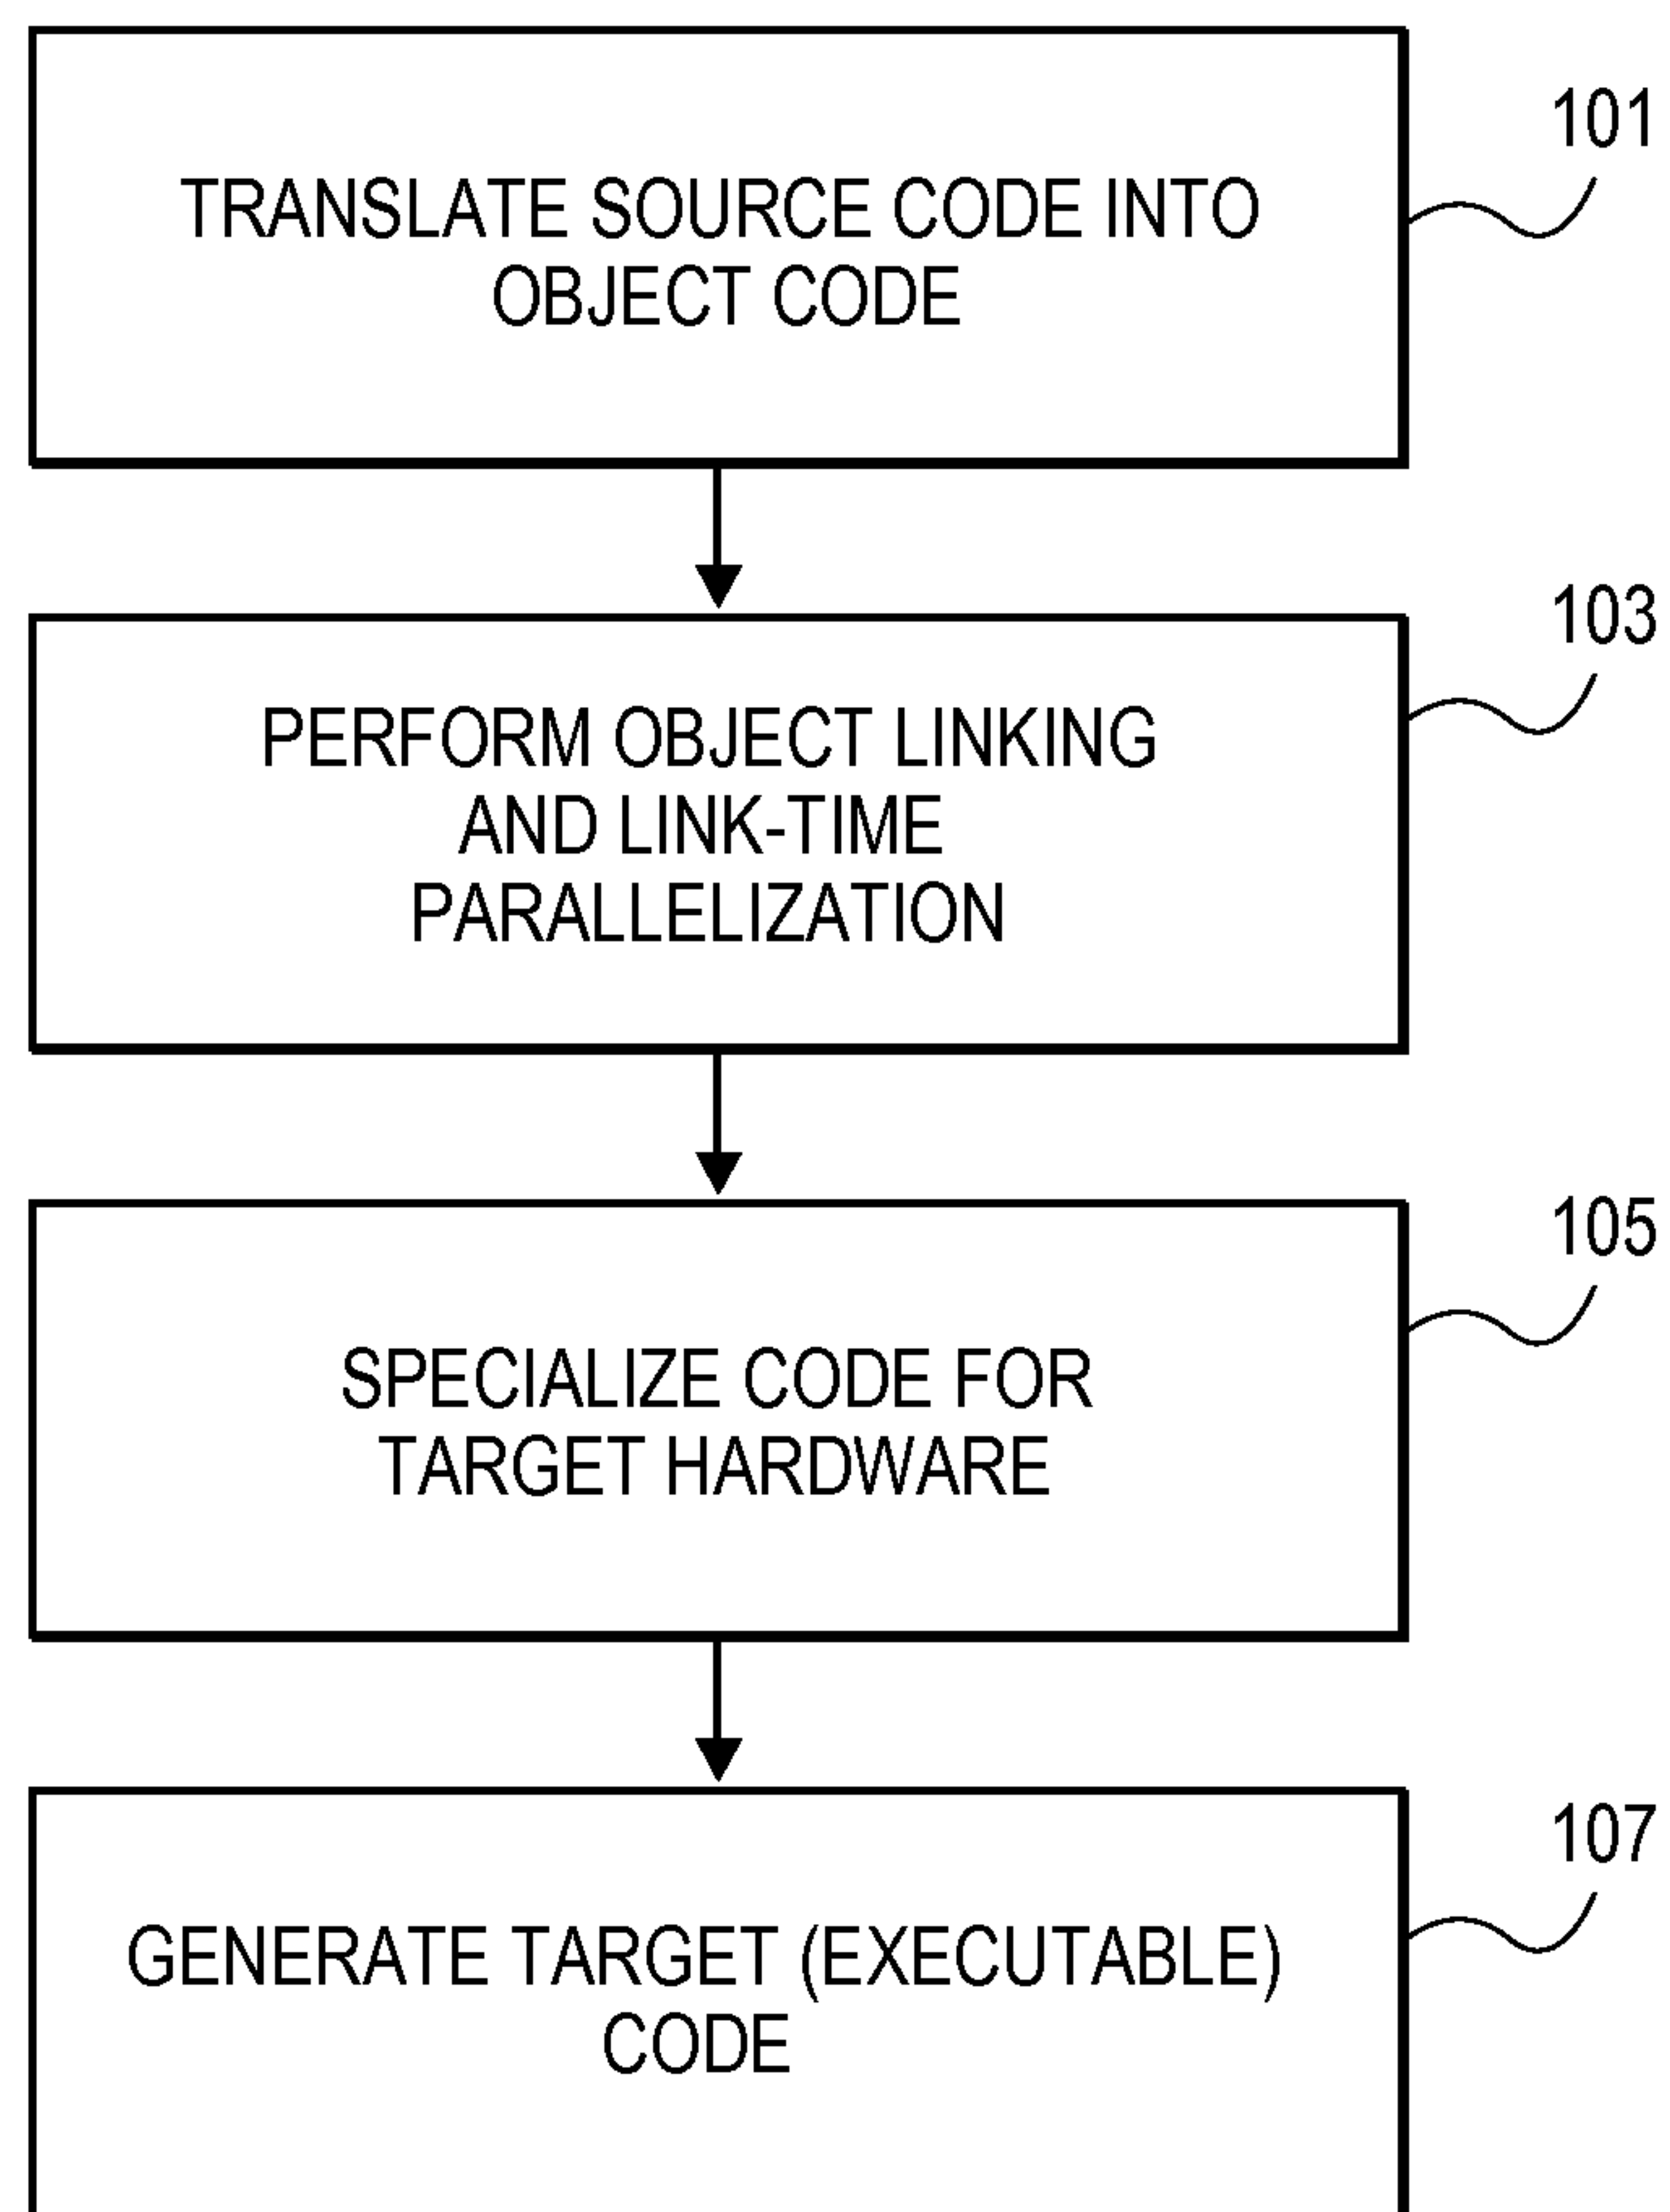 101
TRANSLATE SOURCE CODE INTO
OBJECT CODE
103
PERFORM OBJECT LINKING
AND LINK-TIME
PARALLELIZATION
105
SPECIALIZE CODE FOR
TARGET HARDWARE
107
GENERATE TARGET (EXECUTABLE)
CODE